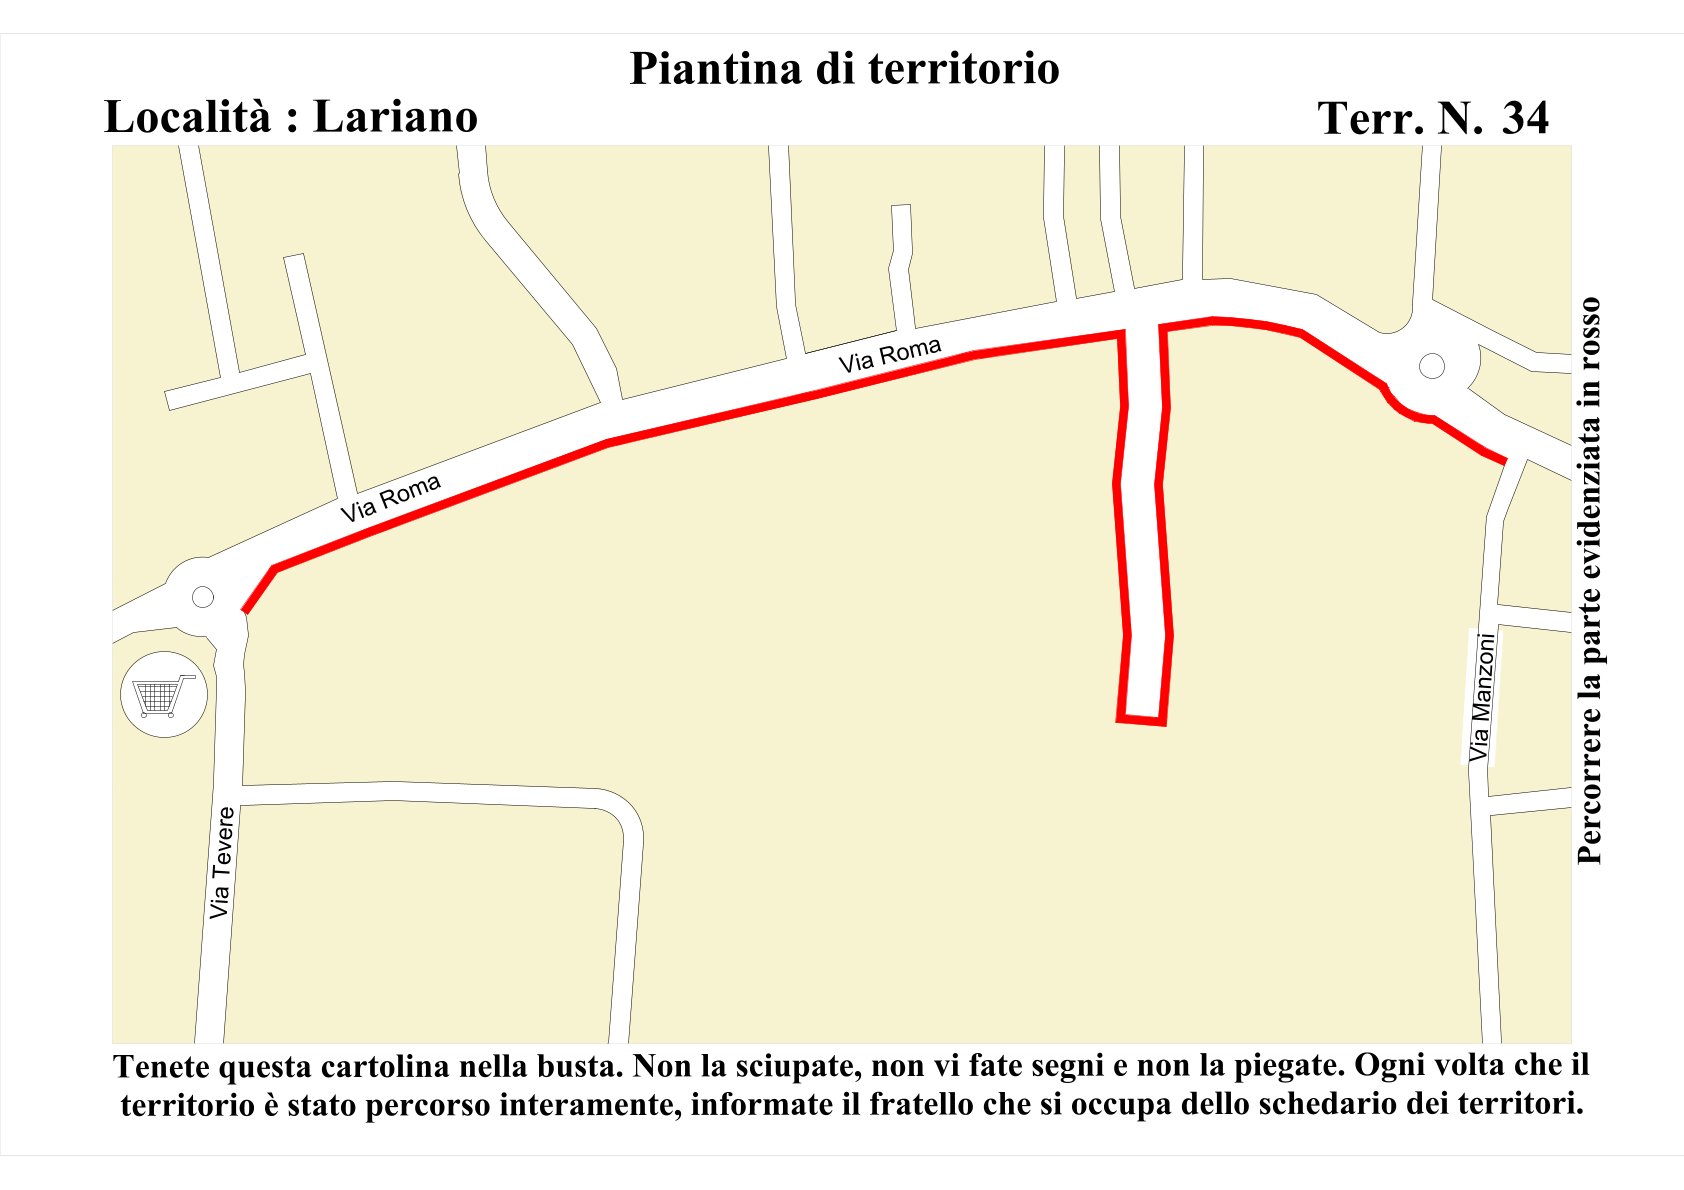 Piantina di territorio
Località : Lariano
Terr. N. 34
Via Roma
Via Roma
Via Manzoni
Via Tevere
Percorrere la parte evidenziata in rosso
Tenete questa cartolina nella busta. Non la sciupate, non vi fate segni e non la piegate. Ogni volta che il
territorio è stato percorso interamente, informate il fratello che si occupa dello schedario dei territori.